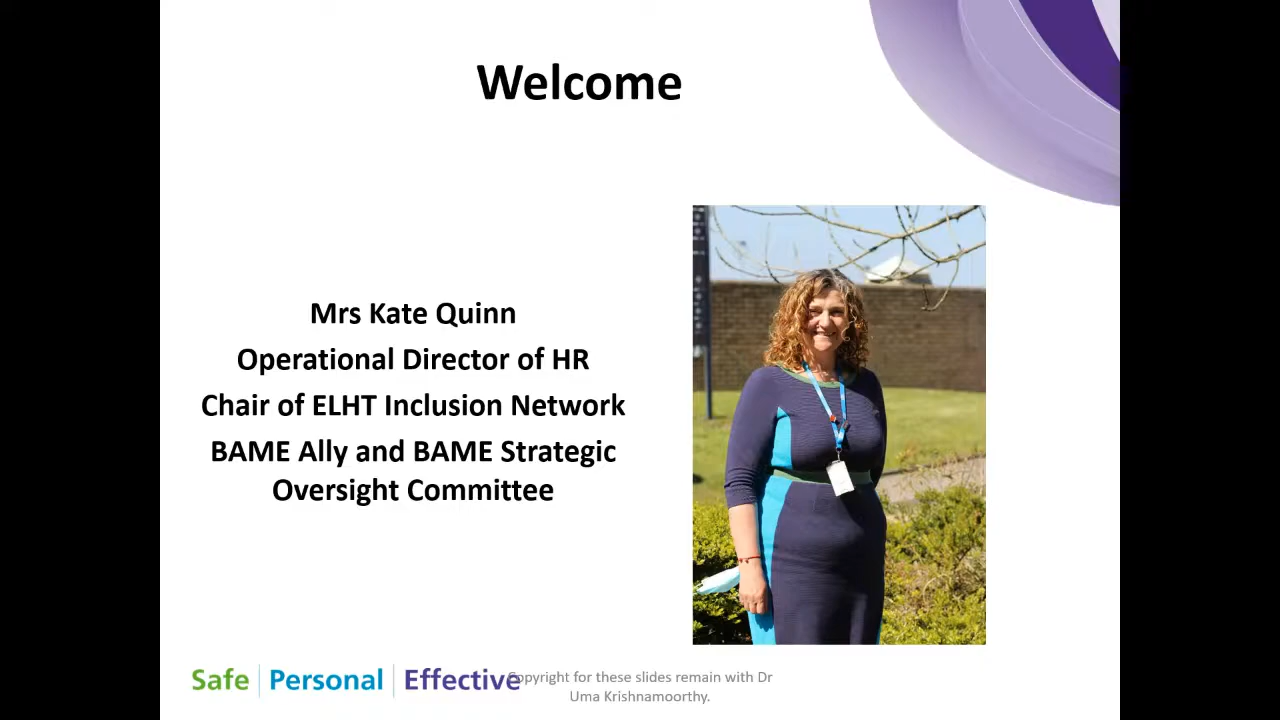 Welcome
Mrs Kate Quinn
Operational Director of HR
Chair of ELHT Inclusion Network
BAME Ally and BAME Strategic
Oversight Committee
Safe | Personal | Effective
Copyright for these slides remain with Dr
Uma Krishnamoorthy.